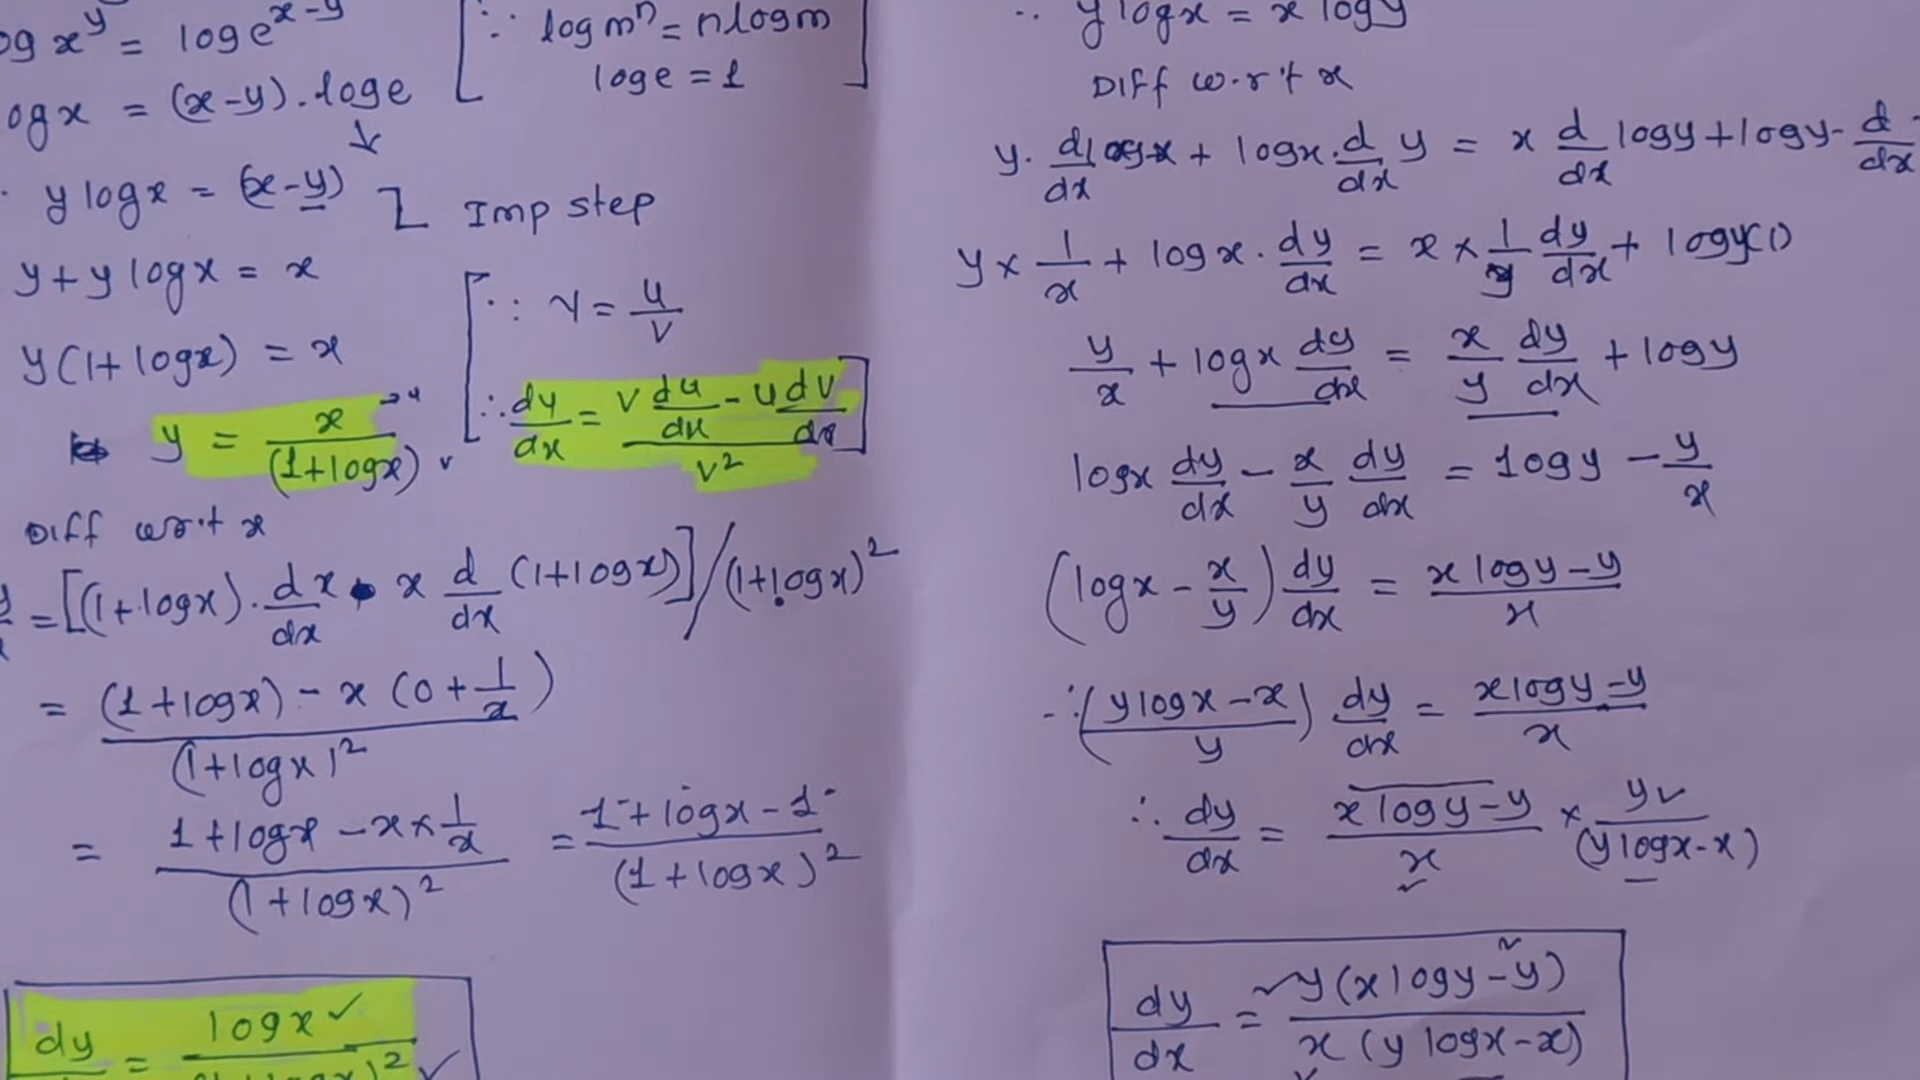 log x^y = log e^(x-y)
[∵ log m^n = n log m
log e = 1]
log x = (x-y).log e
y log x = (x-y)
Imp step
y + y log x = x
y(1+log x) = x
[∵ y = u/v
∴ dy/dx = (v du/dx - u dv/dx)/v²]
y = x/(1+log x) → u v
Diff w.r.t x
= [(1+log x). d/dx x • x d/dx (1+log x)]/(1+log x)²
= ((1+log x) - x(0+1/x))/(1+log x)²
= (1+log x - x×1/x)/(1+log x)² = (1+log x-1)/(1+log x)²
dy = log x
∴ y log x = x log y
Diff w.r.t x
y. d/dx log x + log x. d/dx y = x d/dx log y + log y - d/dx
y × 1/x + log x. dy/dx = x × 1/y dy/dx + log y(1)
y/x + log x dy/dx = x/y dy/dx + log y
log x dy/dx - x/y dy/dx = log y - y/x
(log x - x/y) dy/dx = (x log y - y)/x
∴ ((y log x - x)/y) dy/dx = (x log y - y)/x
∴ dy/dx = (x log y - y)/x × y/(y log x - x)
dy/dx = y(x log y - y)/x(y log x - x)